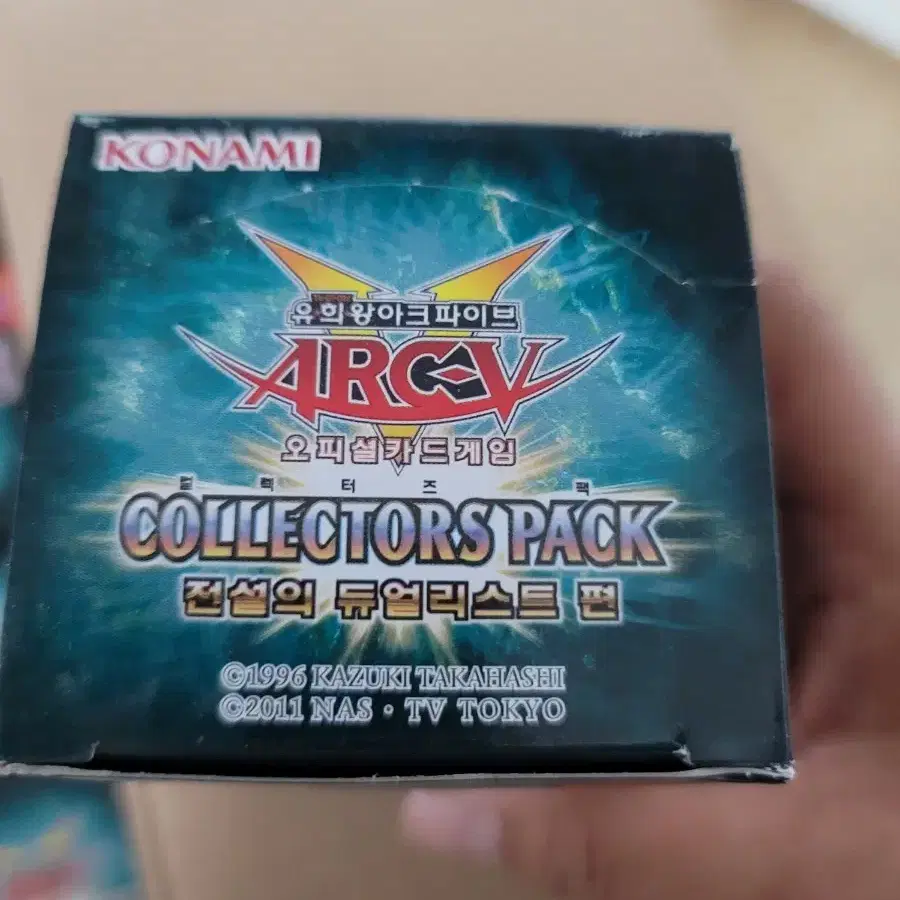 KONAMI
유희왕아크파이브
ARC-V
오피셜카드게임
컬렉터즈 팩
COLLECTORS PACK
전설의 듀얼리스트 편
©1996 KAZUKI TAKAHASHI
©2011 NAS · TV TOKYO